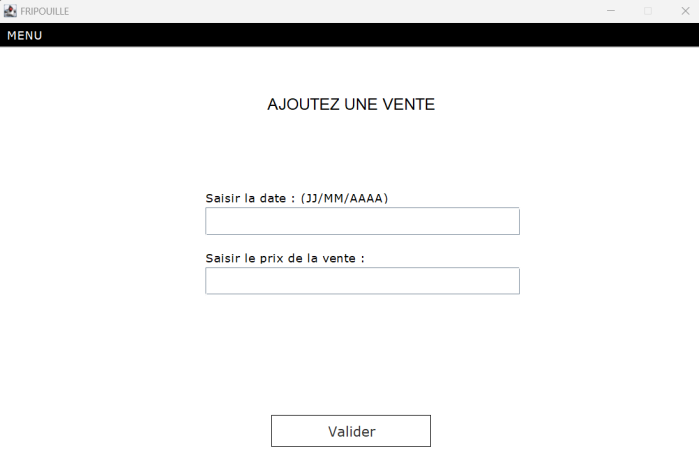 FRIPOUILLE
MENU
AJOUTEZ UNE VENTE
Saisir la date : (JJ/MM/AAAA)
Saisir le prix de la vente :
Valider